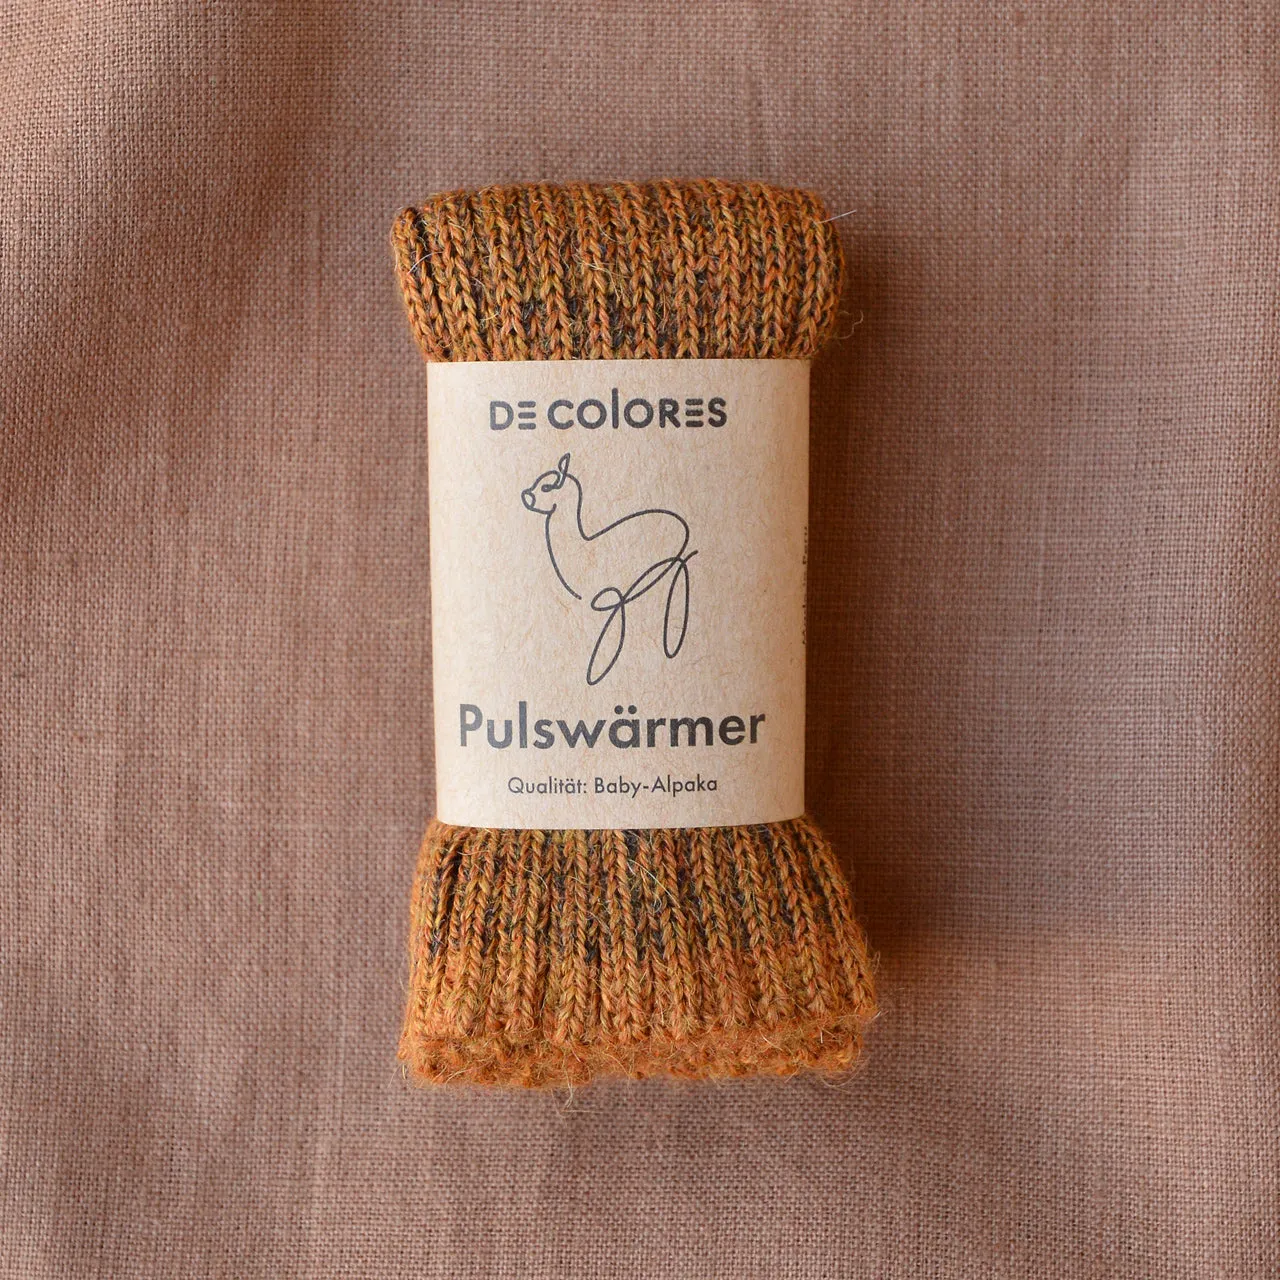 DE COLORES
Pulswärmer
Qualität: Baby-Alpaka